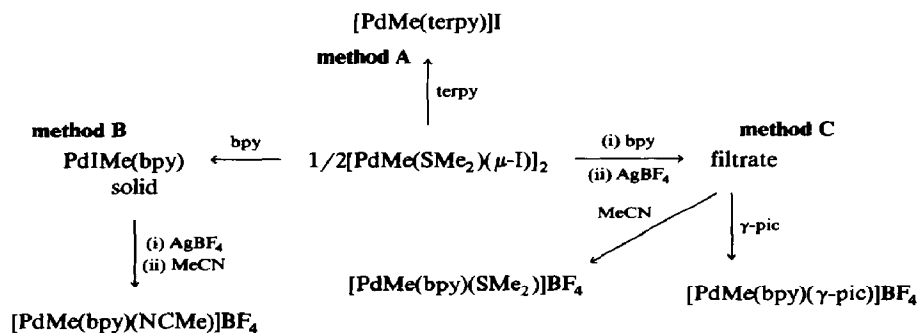 [PdMe(terpy)]I
method A
terpy
method B
bpy
PdIMe(bpy)
solid
1/2[PdMe(SMe₂)(μ-I)]₂
(i) bpy
(ii) AgBF₄
method C
filtrate
MeCN
γ-pic
(i) AgBF₄
(ii) MeCN
[PdMe(bpy)(SMe₂)]BF₄
[PdMe(bpy)(γ-pic)]BF₄
[PdMe(bpy)(NCMe)]BF₄